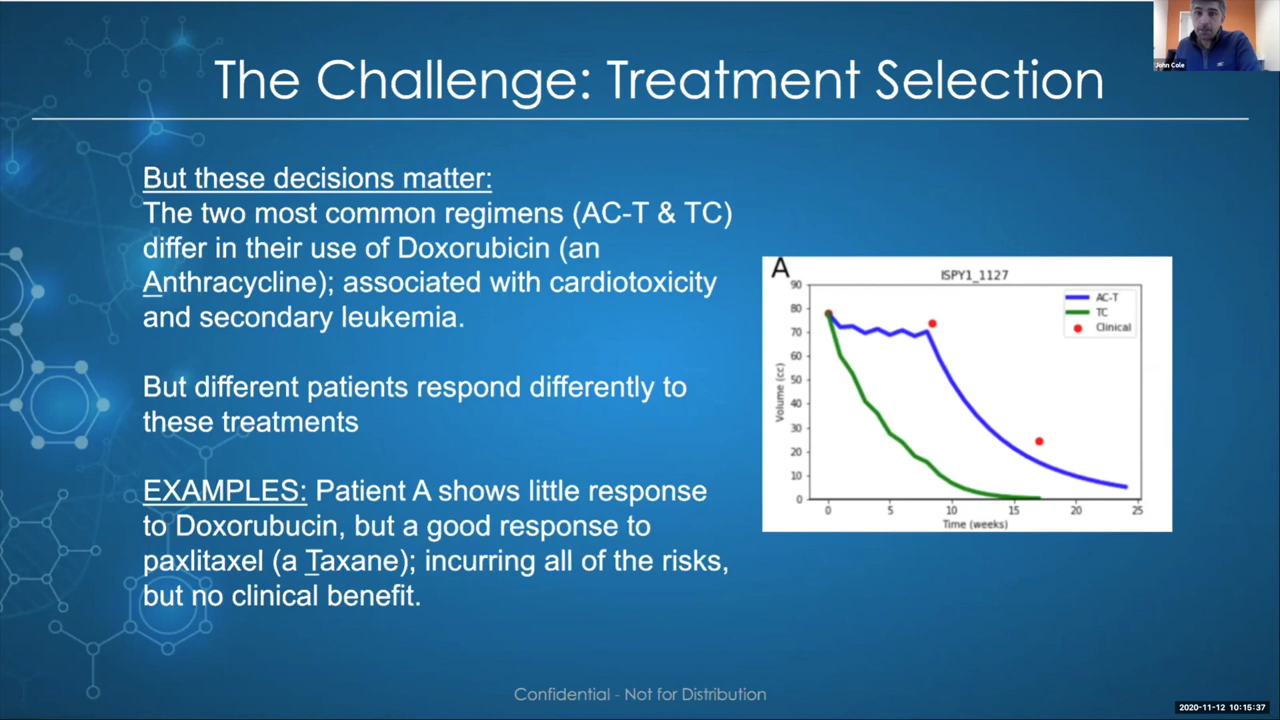 The Challenge: Treatment Selection
John Cole
But these decisions matter:
The two most common regimens (AC-T & TC)
differ in their use of Doxorubicin (an
Anthracycline); associated with cardiotoxicity
and secondary leukemia.
But different patients respond differently to
these treatments
EXAMPLES: Patient A shows little response
to Doxorubucin, but a good response to
paxlitaxel (a Taxane); incurring all of the risks,
but no clinical benefit.
A
ISPY1_1127
AC-T
TC
Clinical
Volume (cc)
90
80
70
60
50
40
30
20
10
0
0 5 10 15 20 25
Time (weeks)
Confidential - Not for Distribution
2020-11-12 10:15:37